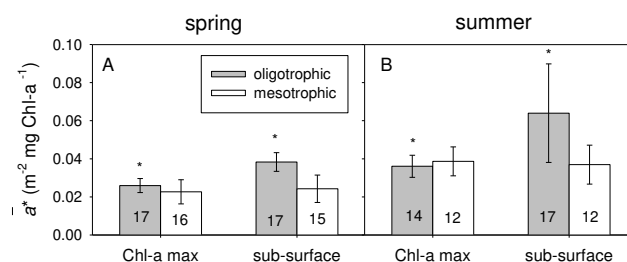 spring summer
0.10
0.08
0.06
0.04
0.02
0.00
ā* (m⁻² mg Chl-a⁻¹)
A
oligotrophic
mesotrophic
*
*
17 16 17 15
Chl-a max sub-surface
B
*
*
14 12 17 12
Chl-a max sub-surface